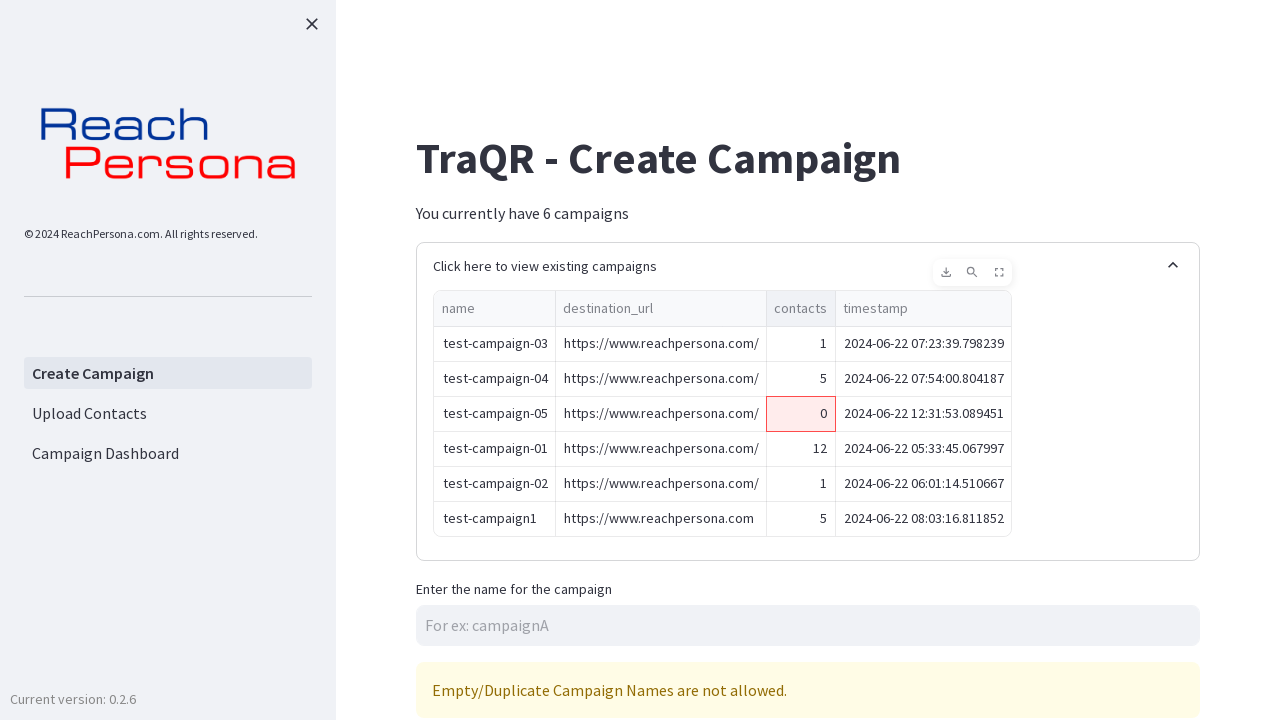 Reach
Persona
© 2024 ReachPersona.com. All rights reserved.
Create Campaign
Upload Contacts
Campaign Dashboard
Current version: 0.2.6
TraQR - Create Campaign
You currently have 6 campaigns
Click here to view existing campaigns
name destination_url contacts timestamp
test-campaign-03 https://www.reachpersona.com/ 1 2024-06-22 07:23:39.798239
test-campaign-04 https://www.reachpersona.com/ 5 2024-06-22 07:54:00.804187
test-campaign-05 https://www.reachpersona.com/ 0 2024-06-22 12:31:53.089451
test-campaign-01 https://www.reachpersona.com/ 12 2024-06-22 05:33:45.067997
test-campaign-02 https://www.reachpersona.com/ 1 2024-06-22 06:01:14.510667
test-campaign1 https://www.reachpersona.com 5 2024-06-22 08:03:16.811852
Enter the name for the campaign
For ex: campaignA
Empty/Duplicate Campaign Names are not allowed.